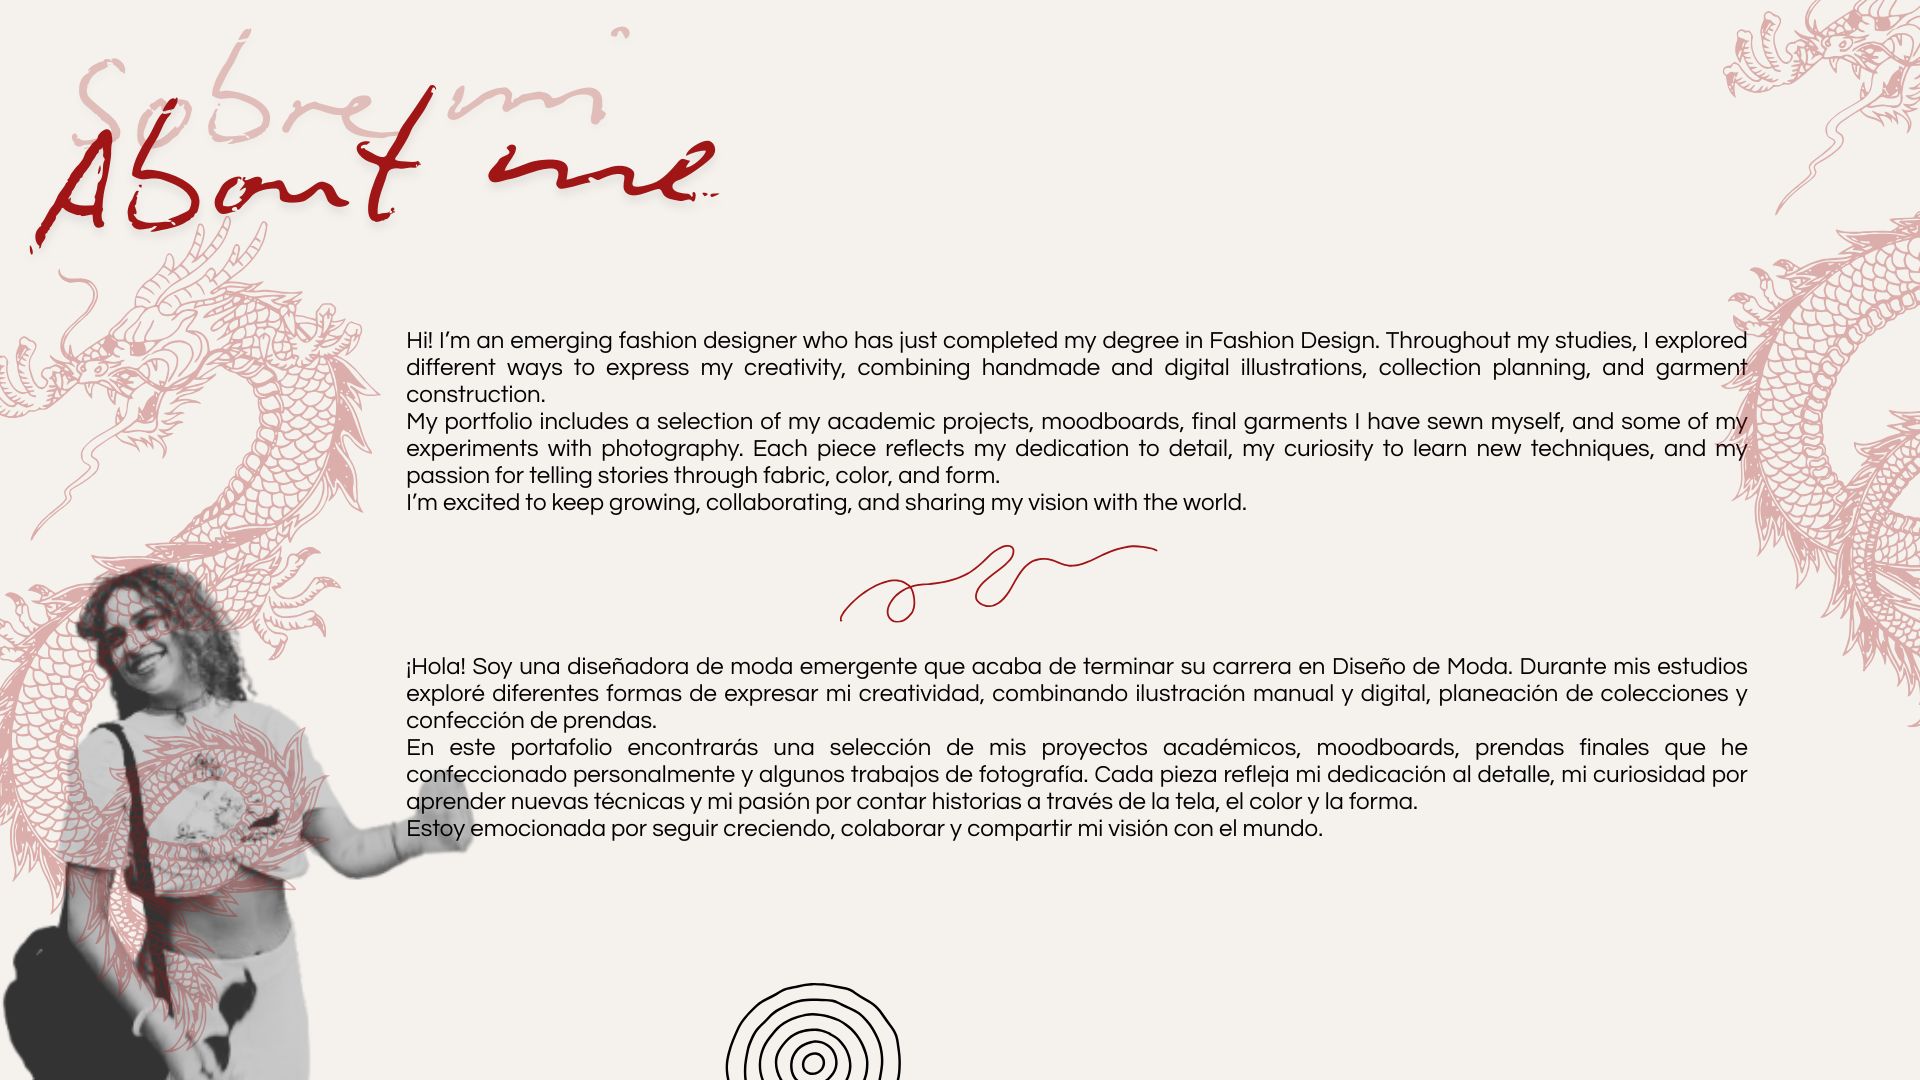 Sobre mí
About me
Hi! I’m an emerging fashion designer who has just completed my degree in Fashion Design. Throughout my studies, I explored
different ways to express my creativity, combining handmade and digital illustrations, collection planning, and garment
construction.
My portfolio includes a selection of my academic projects, moodboards, final garments I have sewn myself, and some of my
experiments with photography. Each piece reflects my dedication to detail, my curiosity to learn new techniques, and my
passion for telling stories through fabric, color, and form.
I’m excited to keep growing, collaborating, and sharing my vision with the world.
¡Hola! Soy una diseñadora de moda emergente que acaba de terminar su carrera en Diseño de Moda. Durante mis estudios
exploré diferentes formas de expresar mi creatividad, combinando ilustración manual y digital, planeación de colecciones y
confección de prendas.
En este portafolio encontrarás una selección de mis proyectos académicos, moodboards, prendas finales que he
confeccionado personalmente y algunos trabajos de fotografía. Cada pieza refleja mi dedicación al detalle, mi curiosidad por
aprender nuevas técnicas y mi pasión por contar historias a través de la tela, el color y la forma.
Estoy emocionada por seguir creciendo, colaborar y compartir mi visión con el mundo.